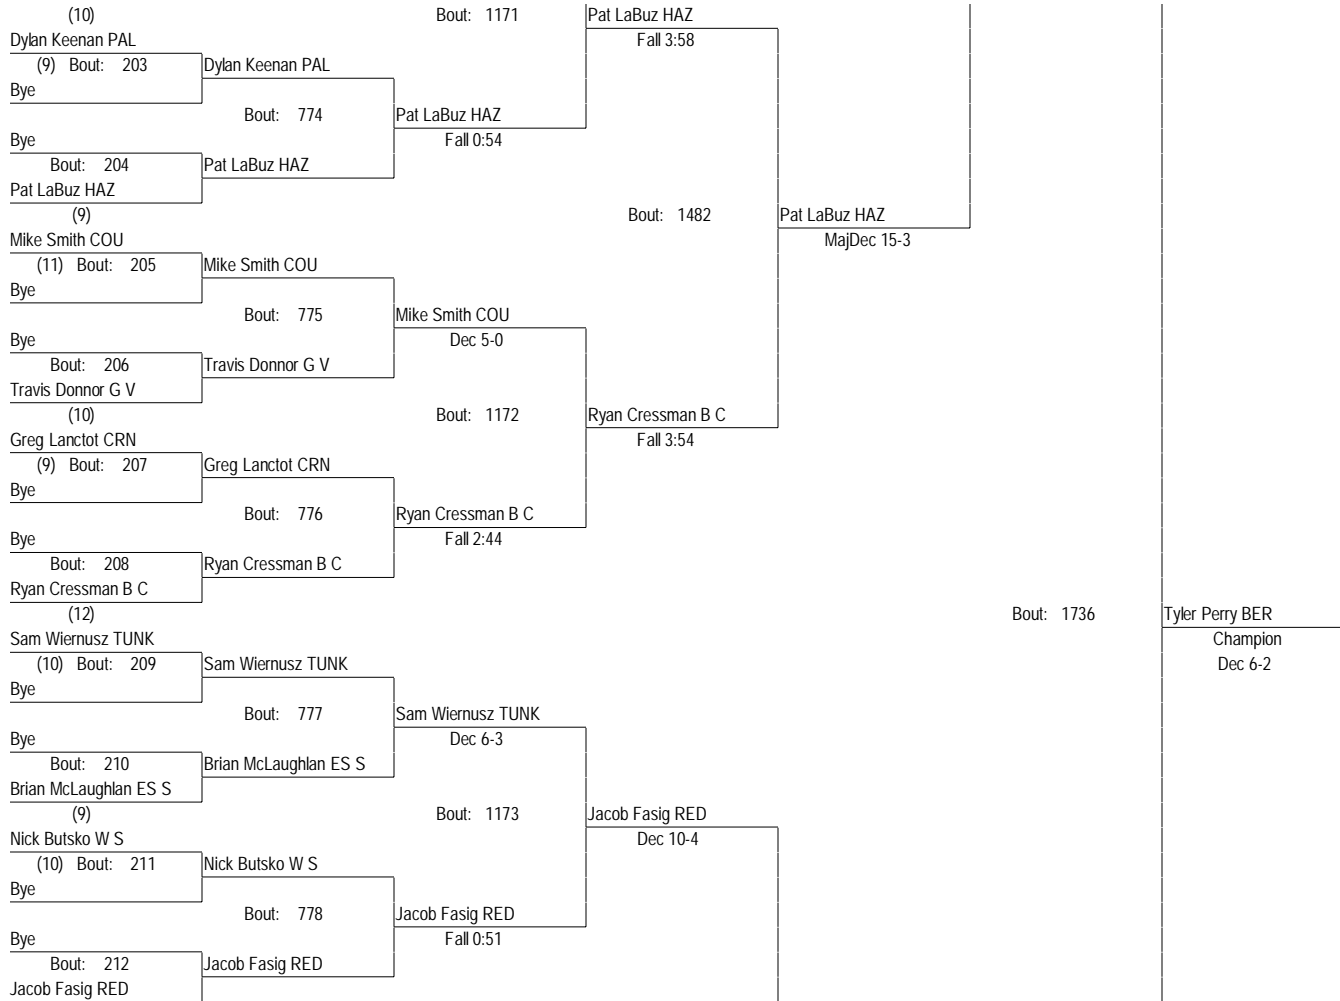 (10) Bout: 1171 Pat LaBuz HAZ
Dylan Keenan PAL Fall 3:58
(9) Bout: 203 Dylan Keenan PAL
Bye
Bout: 774 Pat LaBuz HAZ
Bye Fall 0:54
Bout: 204 Pat LaBuz HAZ
Pat LaBuz HAZ
(9) Bout: 1482 Pat LaBuz HAZ
Mike Smith COU MajDec 15-3
(11) Bout: 205 Mike Smith COU
Bye
Bout: 775 Mike Smith COU
Bye Dec 5-0
Bout: 206 Travis Donnor G V
Travis Donnor G V
(10) Bout: 1172 Ryan Cressman B C
Greg Lanctot CRN Fall 3:54
(9) Bout: 207 Greg Lanctot CRN
Bye
Bout: 776 Ryan Cressman B C
Bye Fall 2:44
Bout: 208 Ryan Cressman B C
Ryan Cressman B C
(12) Bout: 1736 Tyler Perry BER
Sam Wiernusz TUNK Champion
(10) Bout: 209 Sam Wiernusz TUNK Dec 6-2
Bye
Bout: 777 Sam Wiernusz TUNK
Bye Dec 6-3
Bout: 210 Brian McLaughlan ES S
Brian McLaughlan ES S
(9) Bout: 1173 Jacob Fasig RED
Nick Butsko W S Dec 10-4
(10) Bout: 211 Nick Butsko W S
Bye
Bout: 778 Jacob Fasig RED
Bye Fall 0:51
Bout: 212 Jacob Fasig RED
Jacob Fasig RED